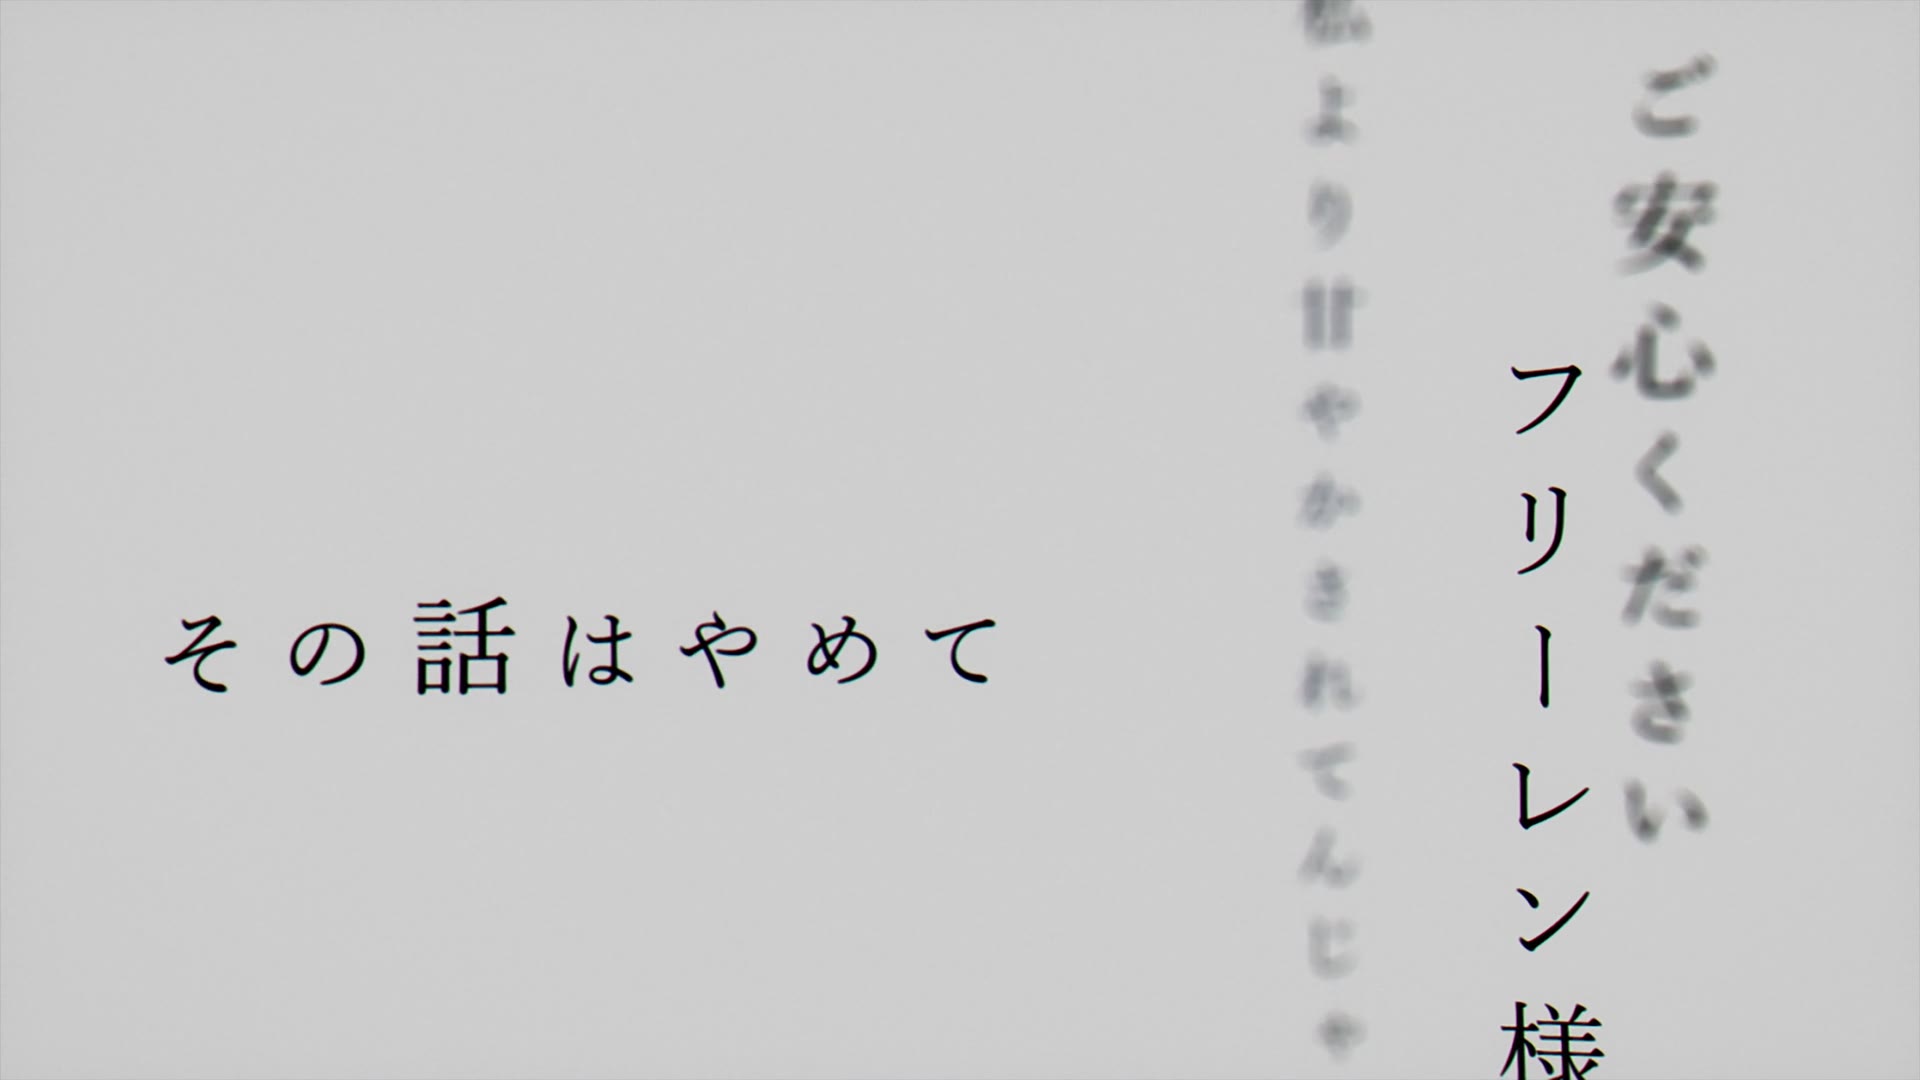 ご安心ください
フリーレン様
私より甘やかされてんじゃ
その話はやめて